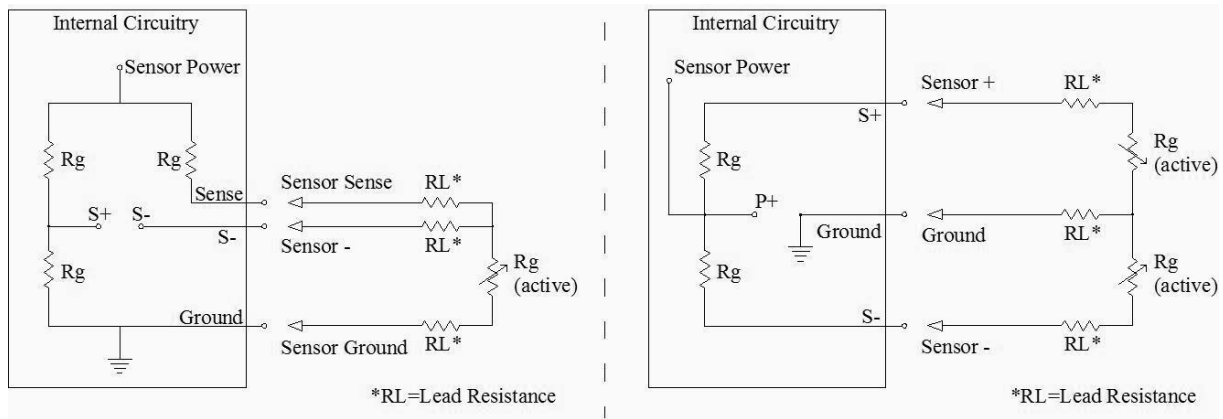 Internal Circuitry
Sensor Power
Rg
Rg
Sense
Sensor Sense
RL*
S+
S-
S-
Sensor -
RL*
Rg
Rg
(active)
Ground
Sensor Ground
RL*
*RL=Lead Resistance
Internal Circuitry
Sensor Power
Sensor +
RL*
S+
Rg
Rg
(active)
P+
Ground
Ground
RL*
Rg
Rg
(active)
S-
Sensor -
RL*
*RL=Lead Resistance